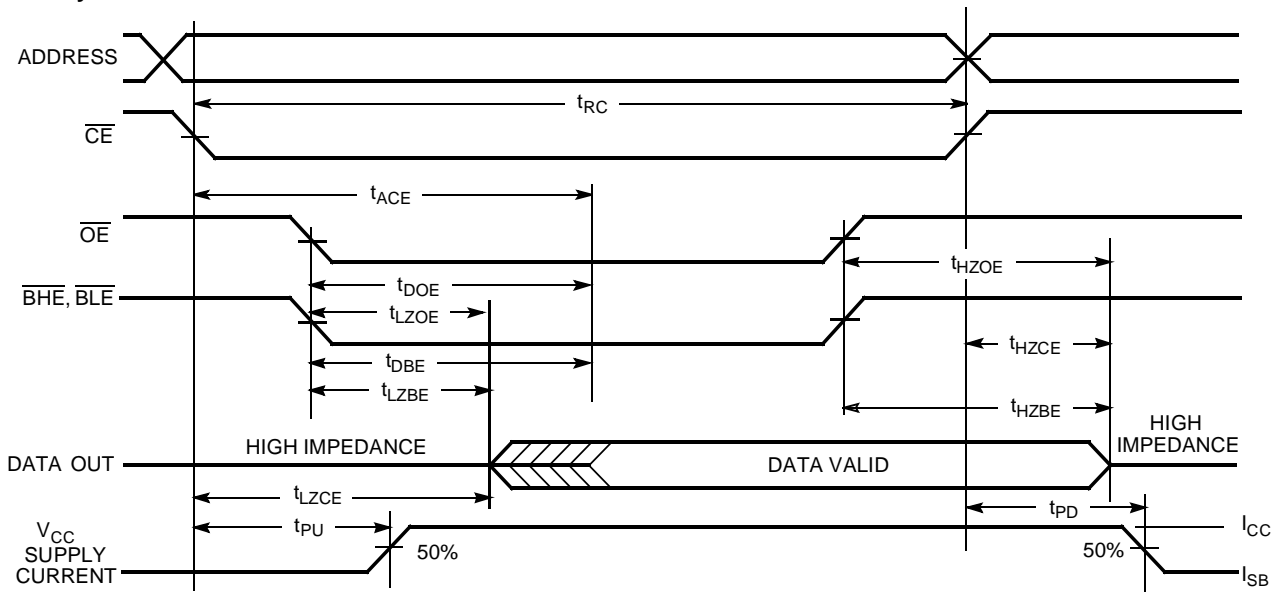 ADDRESS
tRC
CE
tACE
OE
tHZOE
tDOE
BHE, BLE
tLZOE
tHZCE
tDBE
tLZBE
tHZBE
HIGH IMPEDANCE
HIGH
IMPEDANCE
DATA OUT
DATA VALID
tLZCE
tPU
tPD
VCC
SUPPLY
CURRENT
50%
50%
ICC
ISB